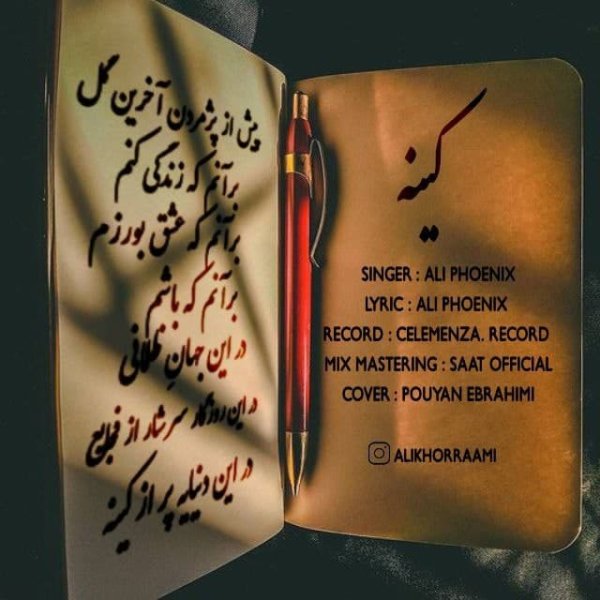 کینه
SINGER : ALI PHOENIX
LYRIC : ALI PHOENIX
RECORD : CELEMENZA. RECORD
MIX MASTERING : SAAT OFFICIAL
COVER : POUYAN EBRAHIMI
ALIKHORRAAMI
پیش از پژمردن آخرین گل
برآنم که زندگی کنم
برآنم که عشق بورزم
برآنم که باشم
در این جهانِ ظلمانی
در این روزگار سرشار از فجایع
در این دنیایه پر از کینه